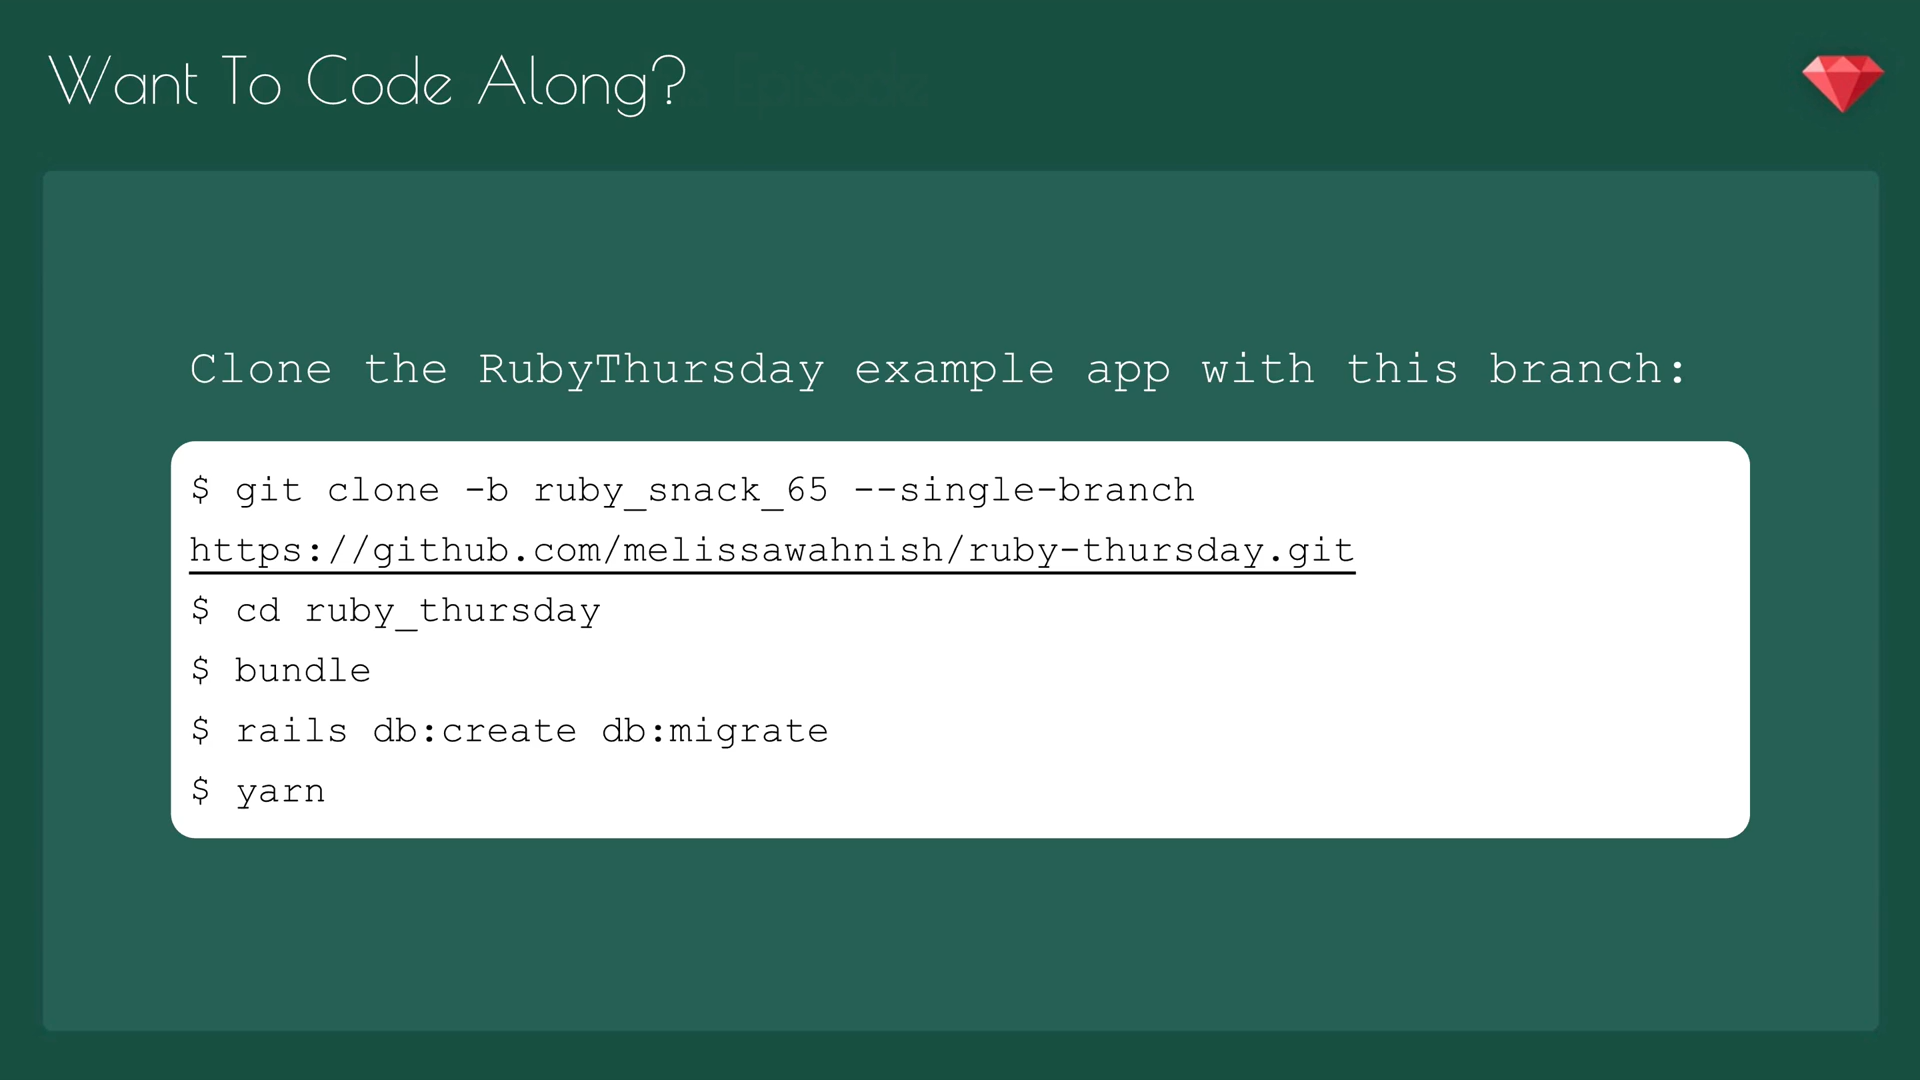 Want To Code Along?
Clone the RubyThursday example app with this branch:
$ git clone -b ruby_snack_65 --single-branch
https://github.com/melissawahnish/ruby-thursday.git
$ cd ruby_thursday
$ bundle
$ rails db:create db:migrate
$ yarn